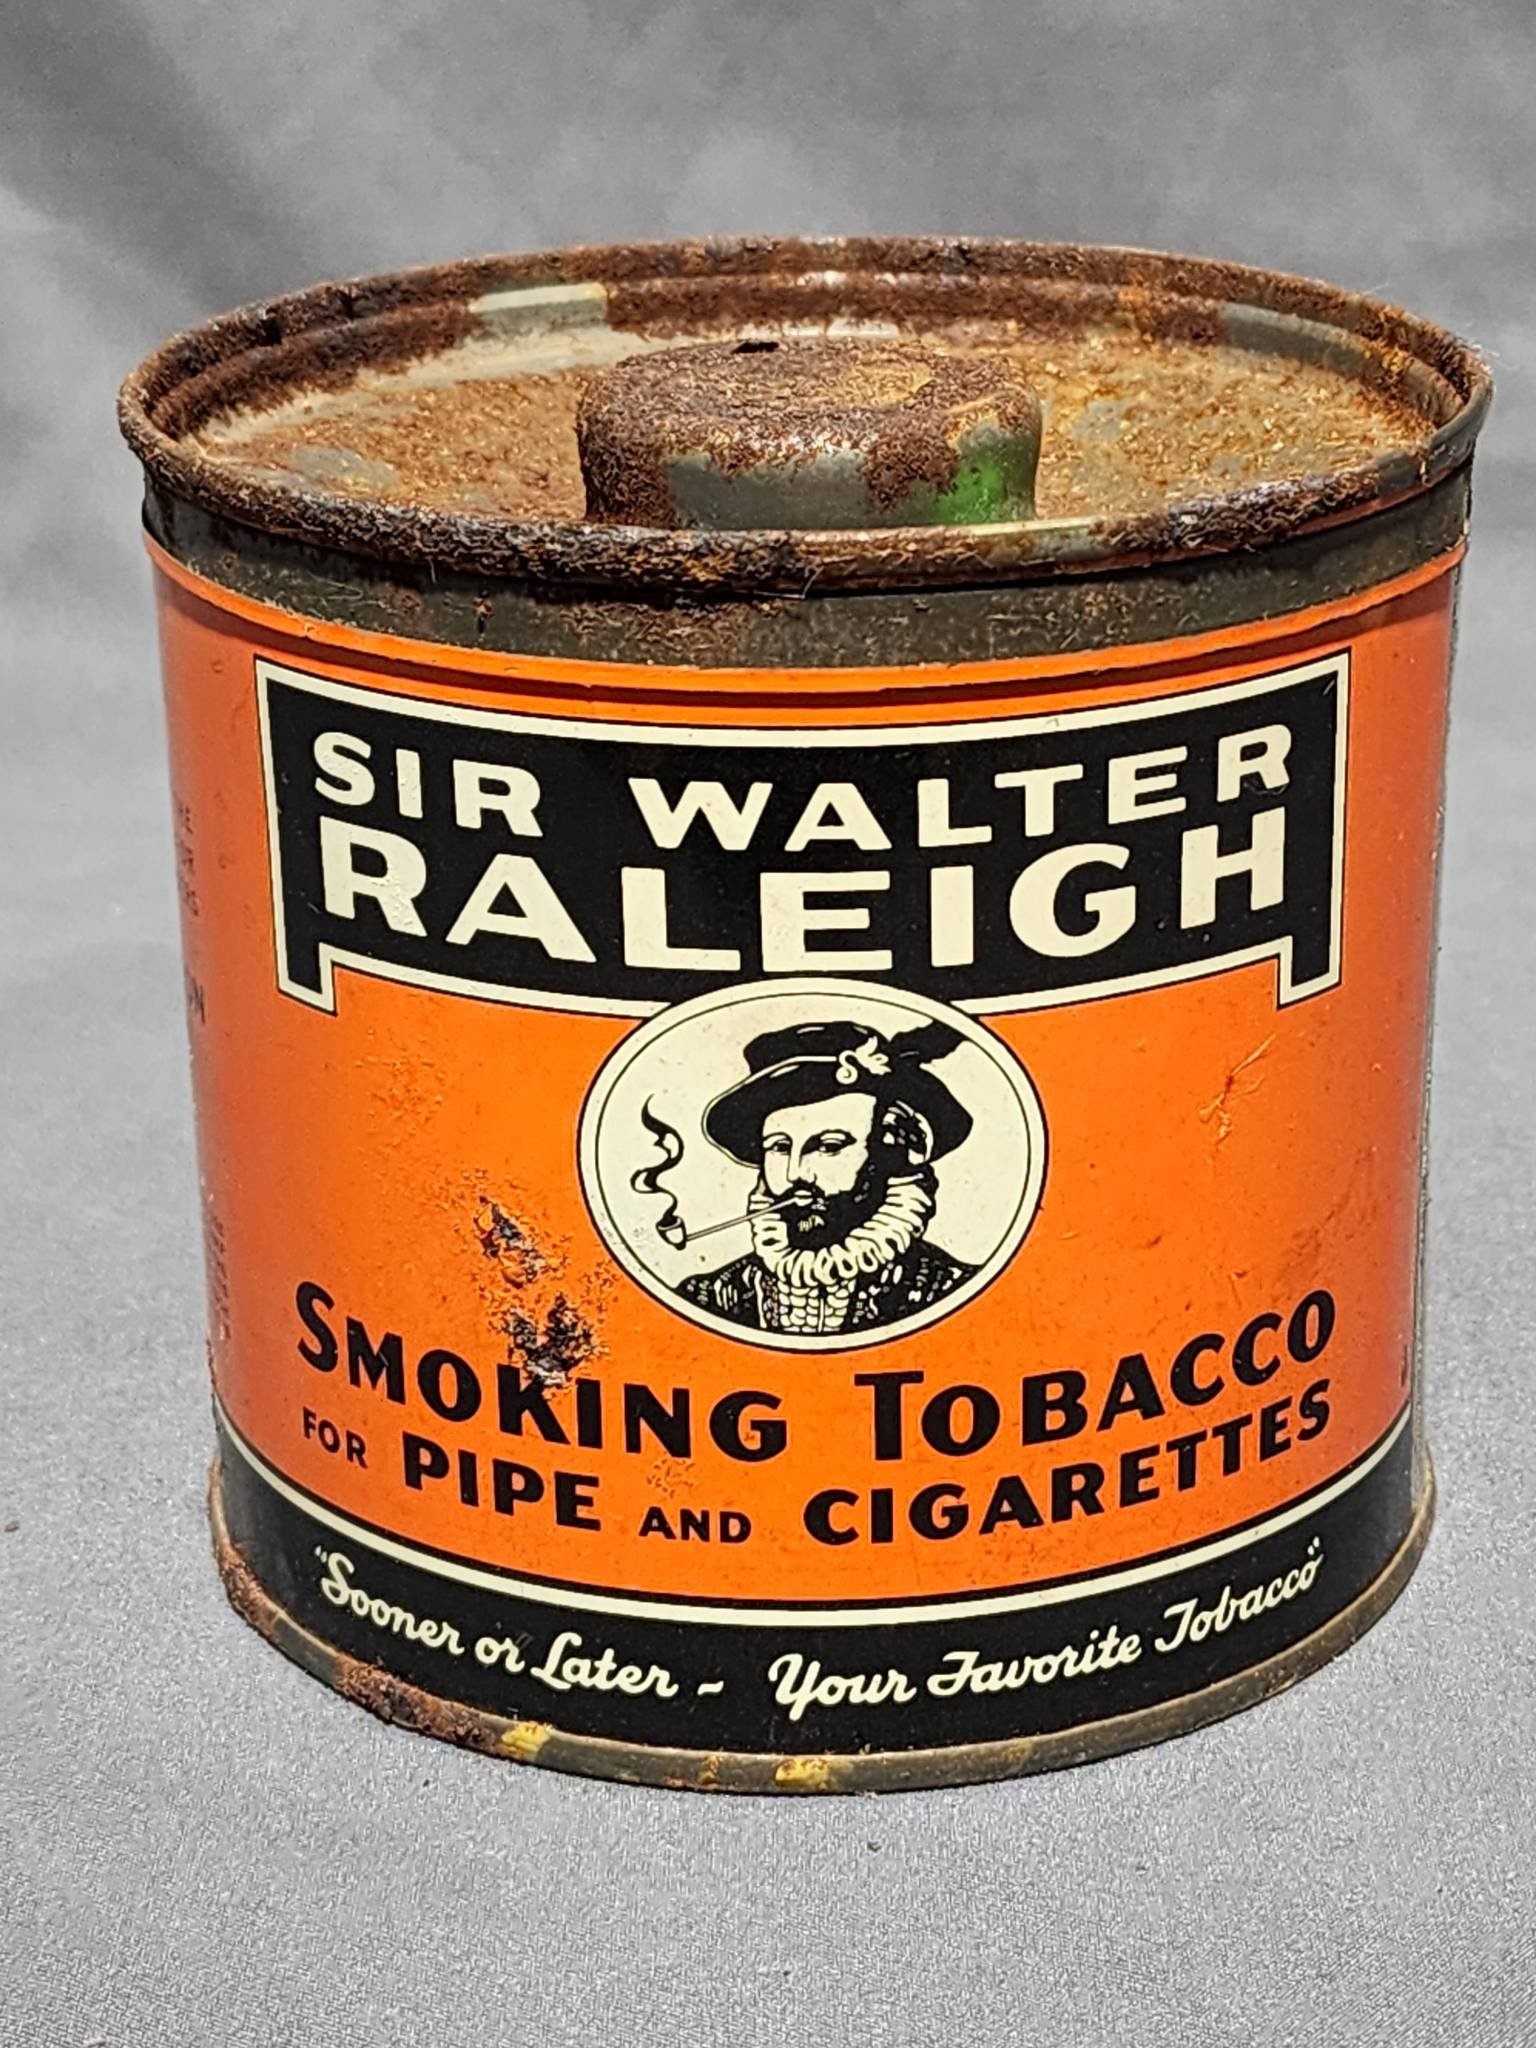 SIR WALTER
RALEIGH
SMOKING TOBACCO
FOR PIPE AND CIGARETTES
"Sooner or Later - Your Favorite Tobacco"